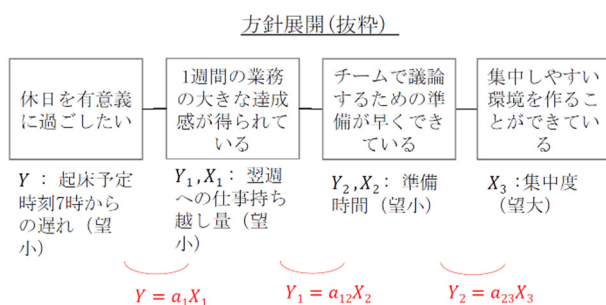 方針展開(抜粋)
休日を有意義
に過ごしたい
1週間の業務
の大きな達成
感が得られて
いる
チームで議論
するための準
備が早くでき
ている
集中しやすい
環境を作るこ
とができてい
る
Y : 起床予定
時刻7時から
の遅れ(望
小)
Y₁,X₁: 翌週
への仕事持ち
越し量(望
小)
Y₂,X₂: 準備
時間(望小)
X₃:集中度
(望大)
Y = a₁X₁
Y₁ = a₁₂X₂
Y₂ = a₂₃X₃